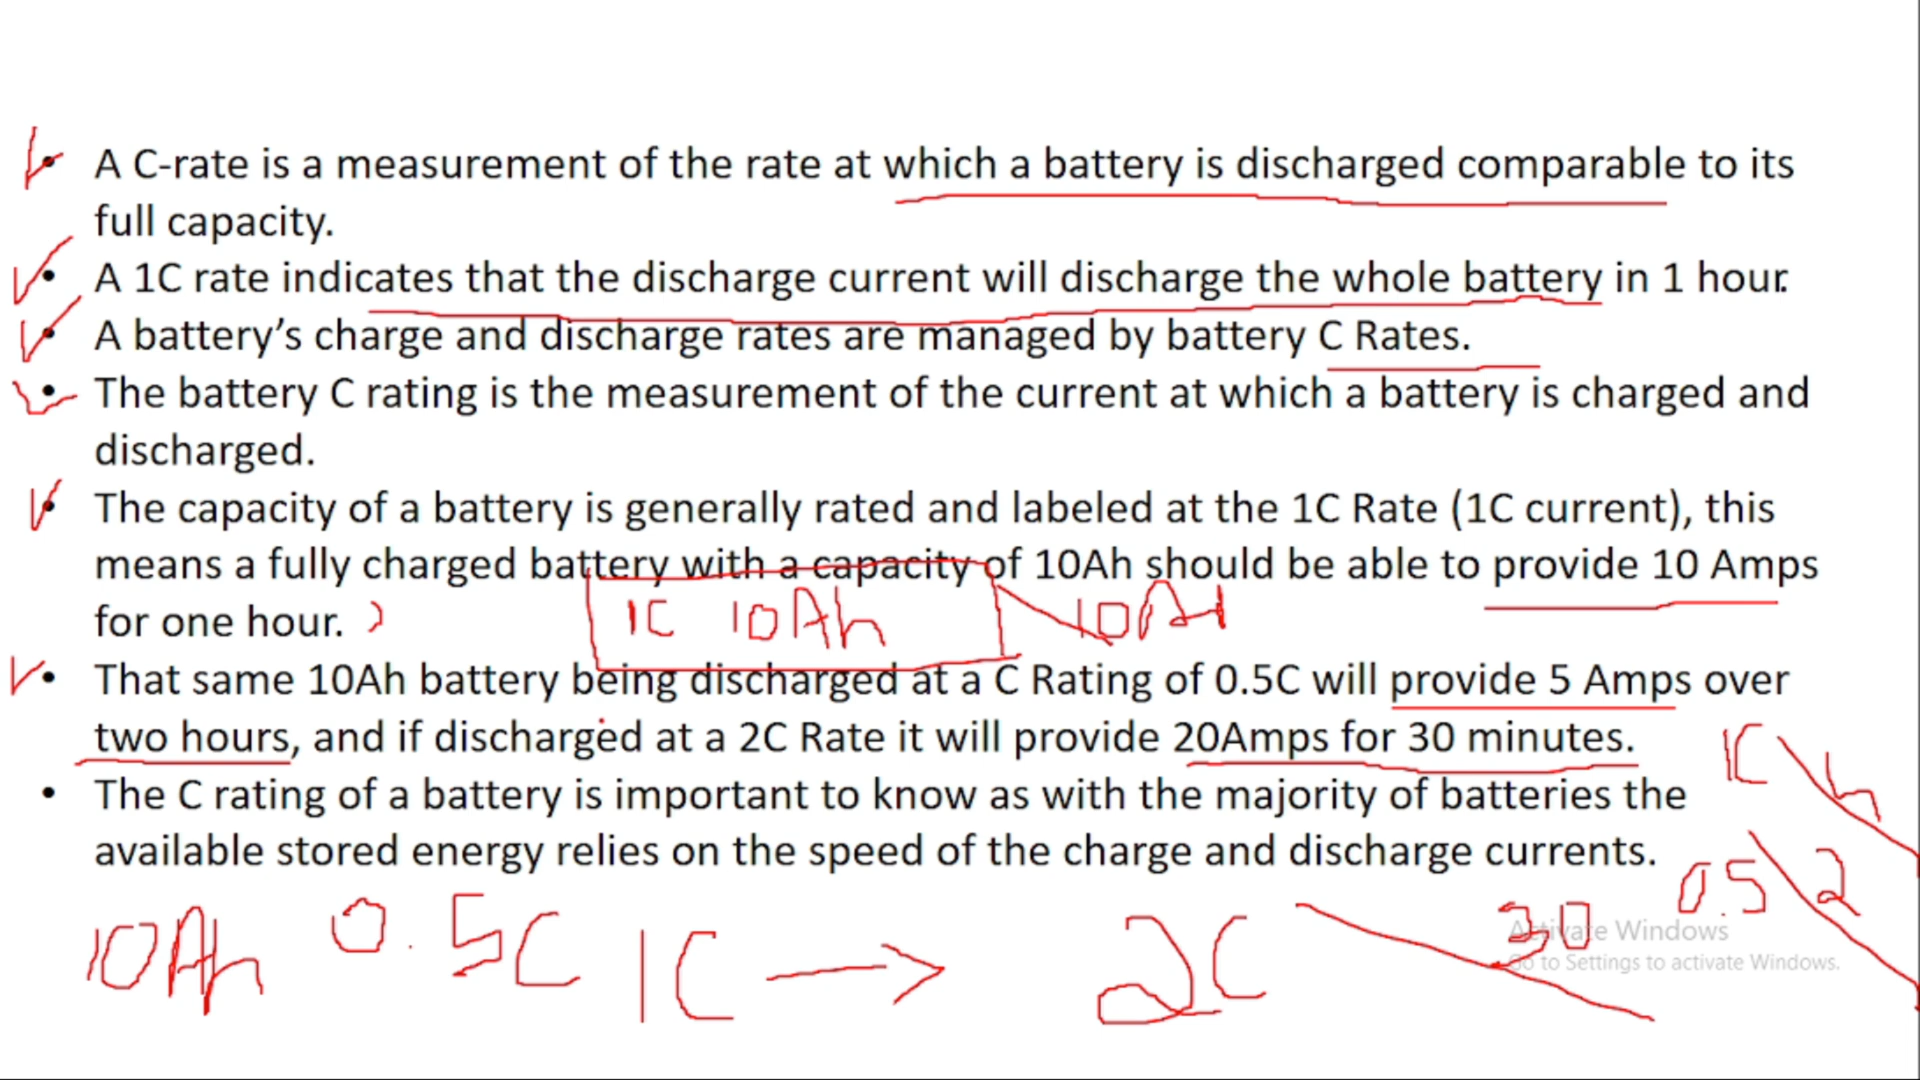 • A C-rate is a measurement of the rate at which a battery is discharged comparable to its
full capacity.
• A 1C rate indicates that the discharge current will discharge the whole battery in 1 hour.
• A battery’s charge and discharge rates are managed by battery C Rates.
• The battery C rating is the measurement of the current at which a battery is charged and
discharged.
• The capacity of a battery is generally rated and labeled at the 1C Rate (1C current), this
means a fully charged battery with a capacity of 10Ah should be able to provide 10 Amps
for one hour.
1C 10Ah
• That same 10Ah battery being discharged at a C Rating of 0.5C will provide 5 Amps over
two hours, and if discharged at a 2C Rate it will provide 20Amps for 30 minutes.
1C
• The C rating of a battery is important to know as with the majority of batteries the
available stored energy relies on the speed of the charge and discharge currents.
0.5 2
10Ah 0.5C 1C → 2C 30
Activate Windows
Go to Settings to activate Windows.